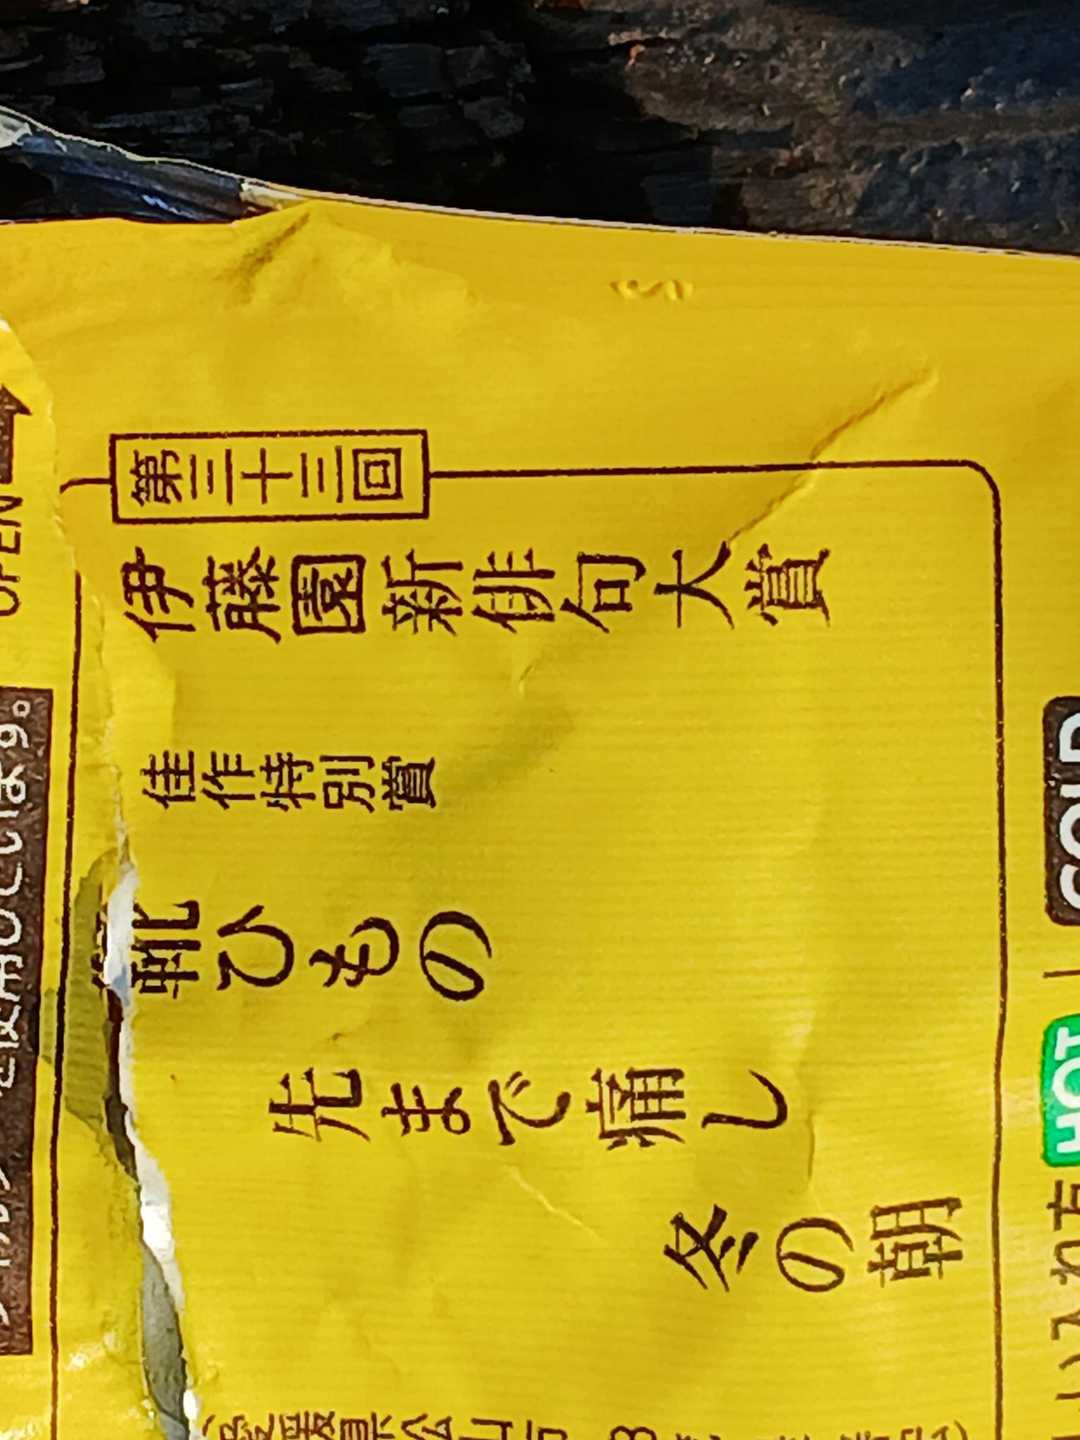 第三十三回
伊藤園新俳句大賞
佳作特別賞
靴ひもの
先まで痛し
冬の朝
OPEN
COLD
HOT